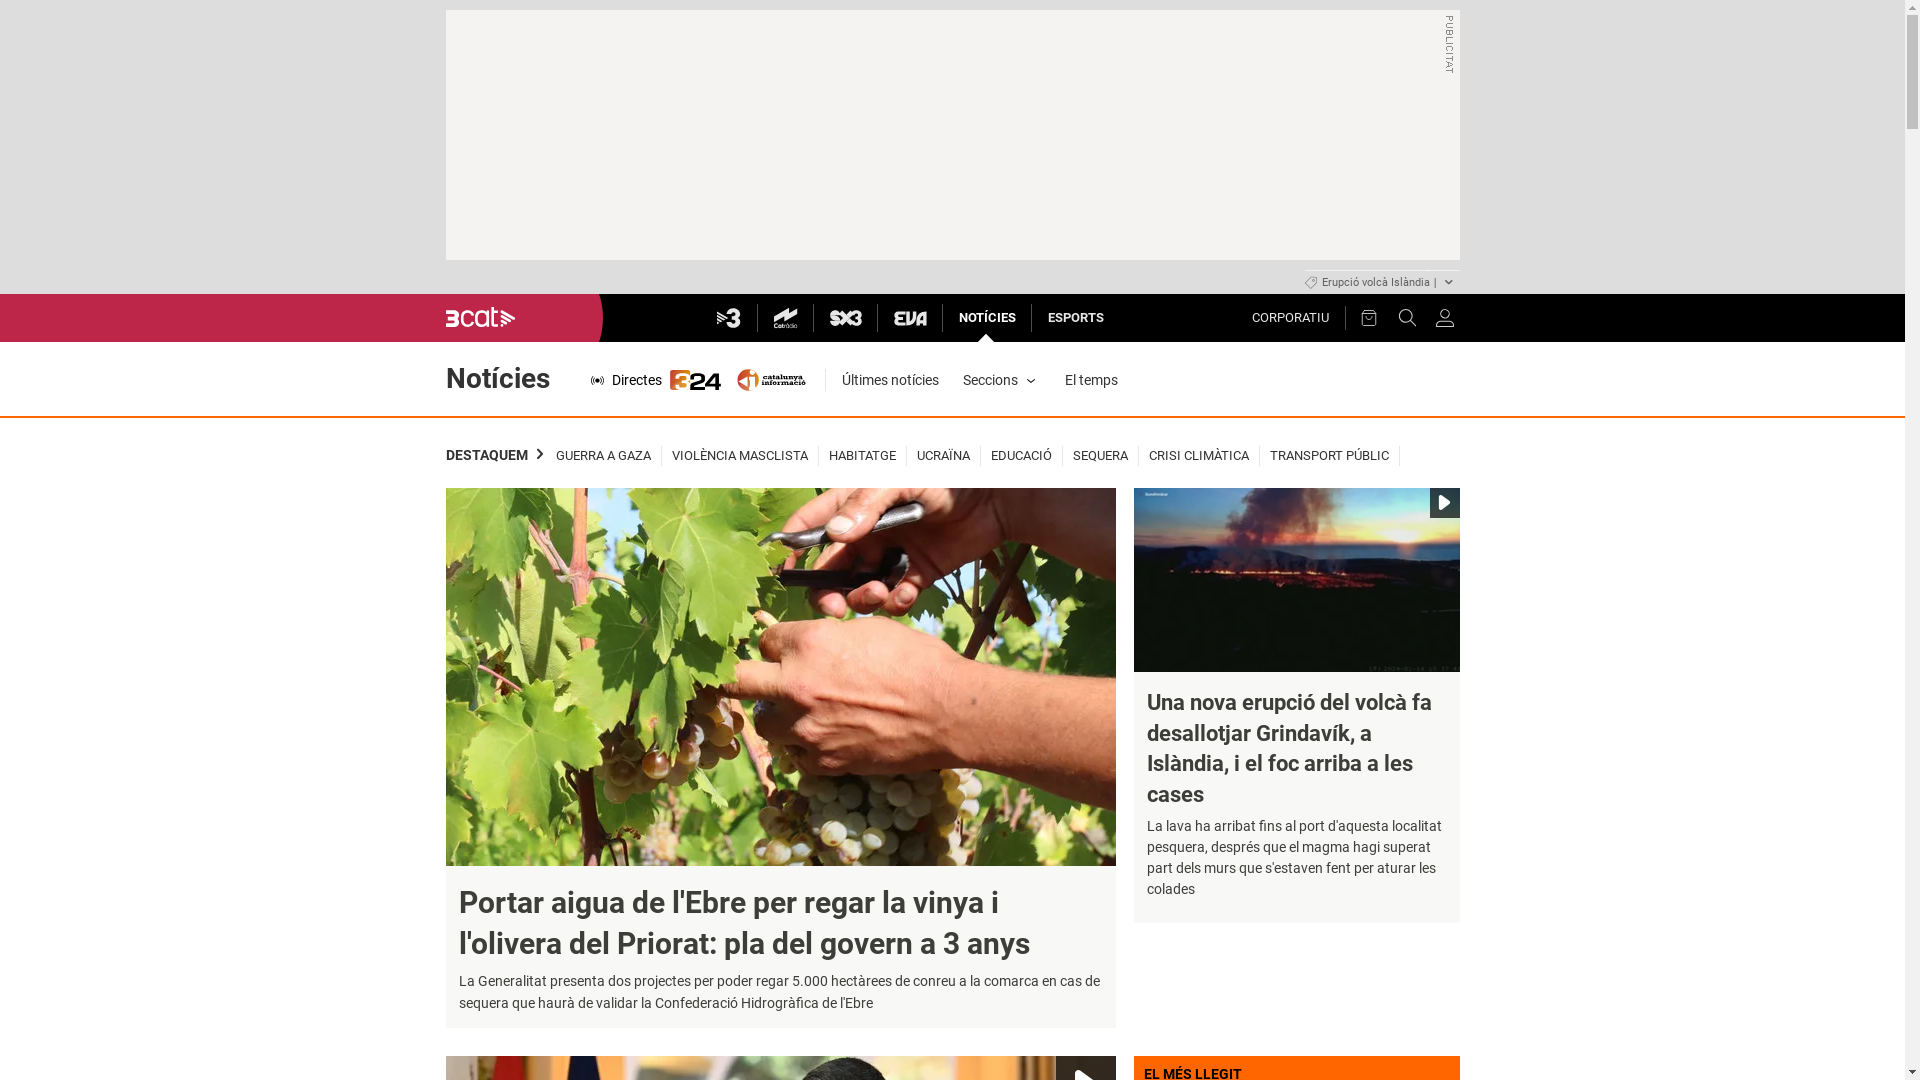 PUBLICITAT
Erupció volcà Islàndia |
3cat
3
Catràdio
SX3
EVA
NOTÍCIES
ESPORTS
CORPORATIU
Notícies
Directes
324
catalunya
informació
Últimes notícies
Seccions
El temps
DESTAQUEM
GUERRA A GAZA
VIOLÈNCIA MASCLISTA
HABITATGE
UCRAÏNA
EDUCACIÓ
SEQUERA
CRISI CLIMÀTICA
TRANSPORT PÚBLIC
Portar aigua de l'Ebre per regar la vinya i
l'olivera del Priorat: pla del govern a 3 anys
La Generalitat presenta dos projectes per poder regar 5.000 hectàrees de conreu a la comarca en cas de
sequera que haurà de validar la Confederació Hidrogràfica de l'Ebre
Una nova erupció del volcà fa
desallotjar Grindavík, a
Islàndia, i el foc arriba a les
cases
La lava ha arribat fins al port d'aquesta localitat
pesquera, després que el magma hagi superat
part dels murs que s'estaven fent per aturar les
colades
EL MÉS LLEGIT